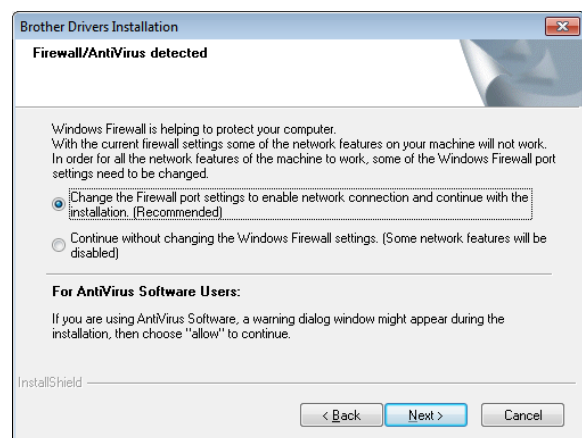 Brother Drivers Installation
Firewall/AntiVirus detected
Windows Firewall is helping to protect your computer.
With the current firewall settings some of the network features on your machine will not work.
In order for all the network features of the machine to work, some of the Windows Firewall port
settings need to be changed.
Change the Firewall port settings to enable network connection and continue with the
installation. (Recommended)
Continue without changing the Windows Firewall settings. (Some network features will be
disabled)
For AntiVirus Software Users:
If you are using AntiVirus Software, a warning dialog window might appear during the
installation, then choose "allow" to continue.
InstallShield
< Back
Next >
Cancel